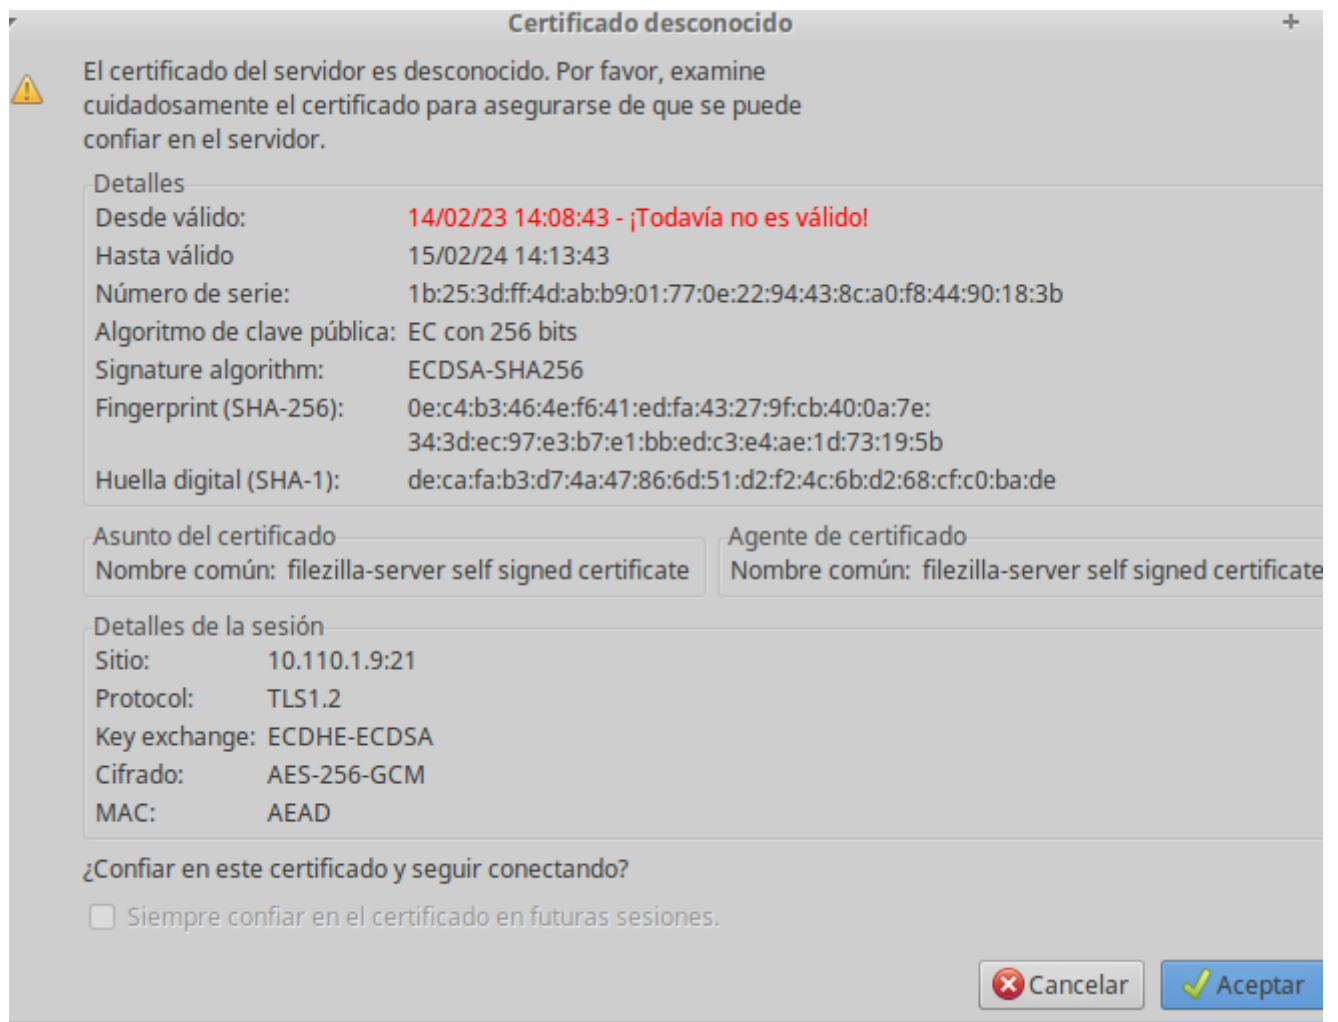 Certificado desconocido
El certificado del servidor es desconocido. Por favor, examine
cuidadosamente el certificado para asegurarse de que se puede
confiar en el servidor.
Detalles
Desde válido: 14/02/23 14:08:43 - ¡Todavía no es válido!
Hasta válido 15/02/24 14:13:43
Número de serie: 1b:25:3d:ff:4d:ab:b9:01:77:0e:22:94:43:8c:a0:f8:44:90:18:3b
Algoritmo de clave pública: EC con 256 bits
Signature algorithm: ECDSA-SHA256
Fingerprint (SHA-256): 0e:c4:b3:46:4e:f6:41:ed:fa:43:27:9f:cb:40:0a:7e:
34:3d:ec:97:e3:b7:e1:bb:ed:c3:e4:ae:1d:73:19:5b
Huella digital (SHA-1): de:ca:fa:b3:d7:4a:47:86:6d:51:d2:f2:4c:6b:d2:68:cf:c0:ba:de
Asunto del certificado
Nombre común: filezilla-server self signed certificate
Agente de certificado
Nombre común: filezilla-server self signed certificate
Detalles de la sesión
Sitio: 10.110.1.9:21
Protocol: TLS1.2
Key exchange: ECDHE-ECDSA
Cifrado: AES-256-GCM
MAC: AEAD
¿Confiar en este certificado y seguir conectando?
Siempre confiar en el certificado en futuras sesiones.
Cancelar
Aceptar